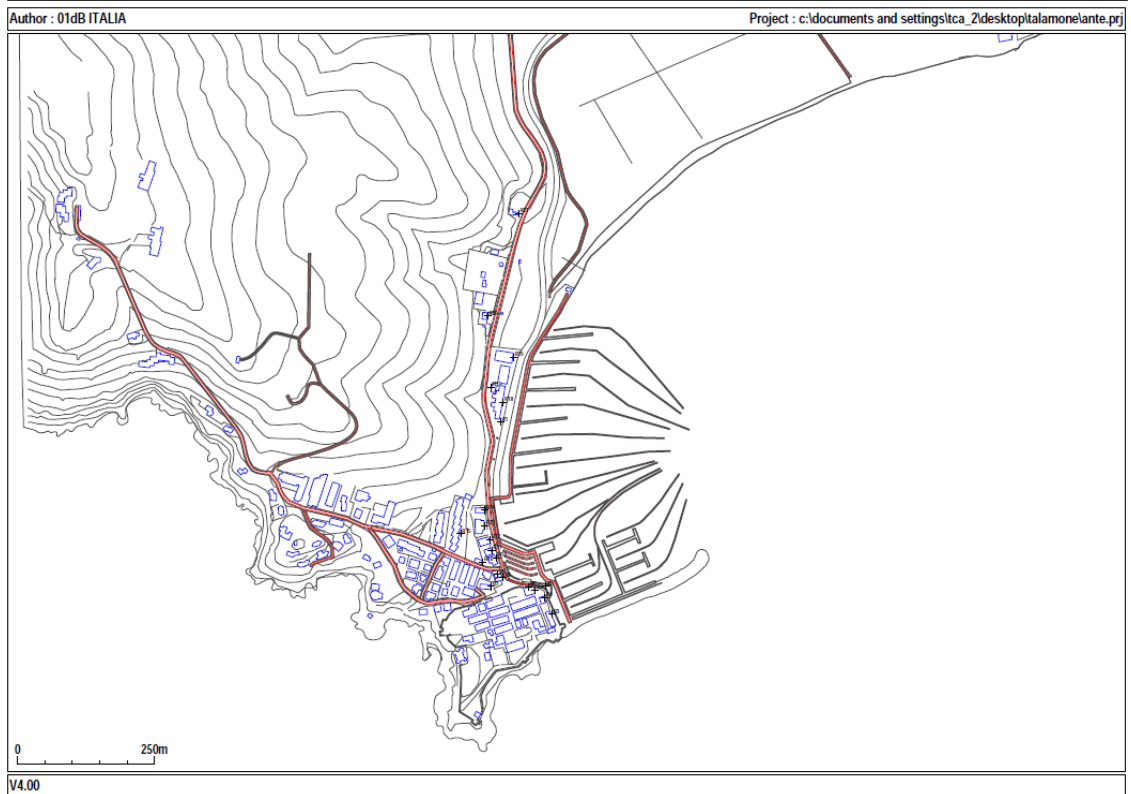 Author : 01dB ITALIA
Project : c:\documents and settings\tca_2\desktop\talamone\ante.prj
0
250m
V4.00